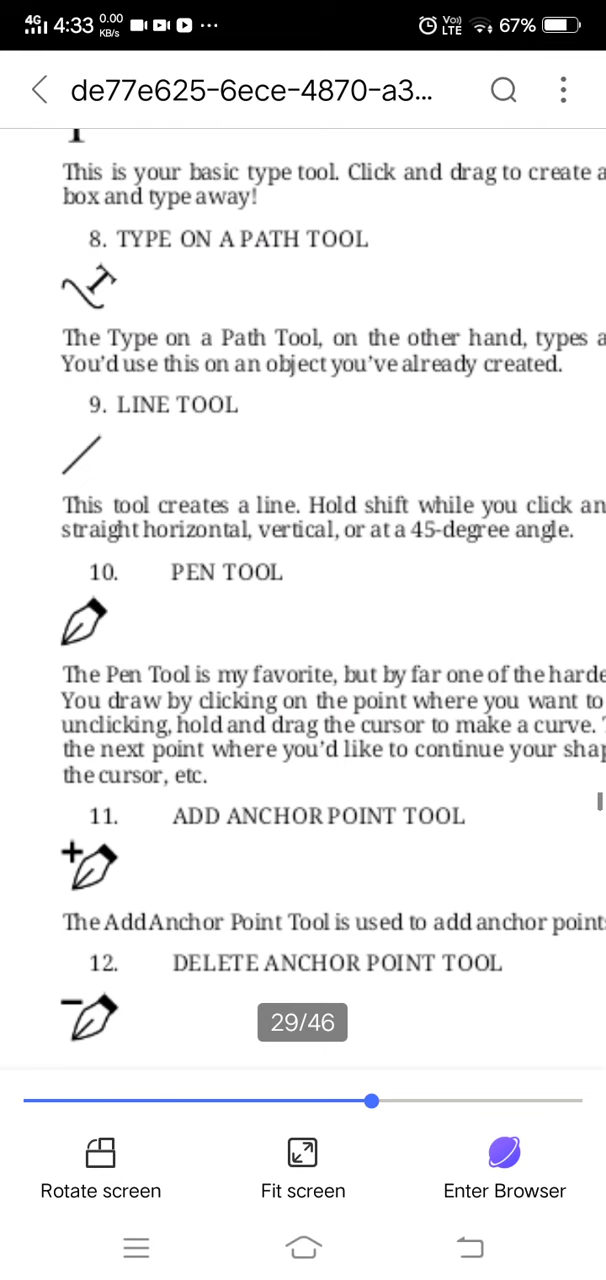 4G 4:33 0.00 KB/s ... Vo)) LTE 67%
de77e625-6ece-4870-a3...
This is your basic type tool. Click and drag to create a
box and type away!
8. TYPE ON A PATH TOOL
The Type on a Path Tool, on the other hand, types a
You'd use this on an object you've already created.
9. LINE TOOL
This tool creates a line. Hold shift while you click an
straight horizontal, vertical, or at a 45-degree angle.
10. PEN TOOL
The Pen Tool is my favorite, but by far one of the harde
You draw by clicking on the point where you want to
unclicking, hold and drag the cursor to make a curve.
the next point where you'd like to continue your shap
the cursor, etc.
11. ADD ANCHOR POINT TOOL
The Add Anchor Point Tool is used to add anchor points
12. DELETE ANCHOR POINT TOOL
29/46
Rotate screen
Fit screen
Enter Browser